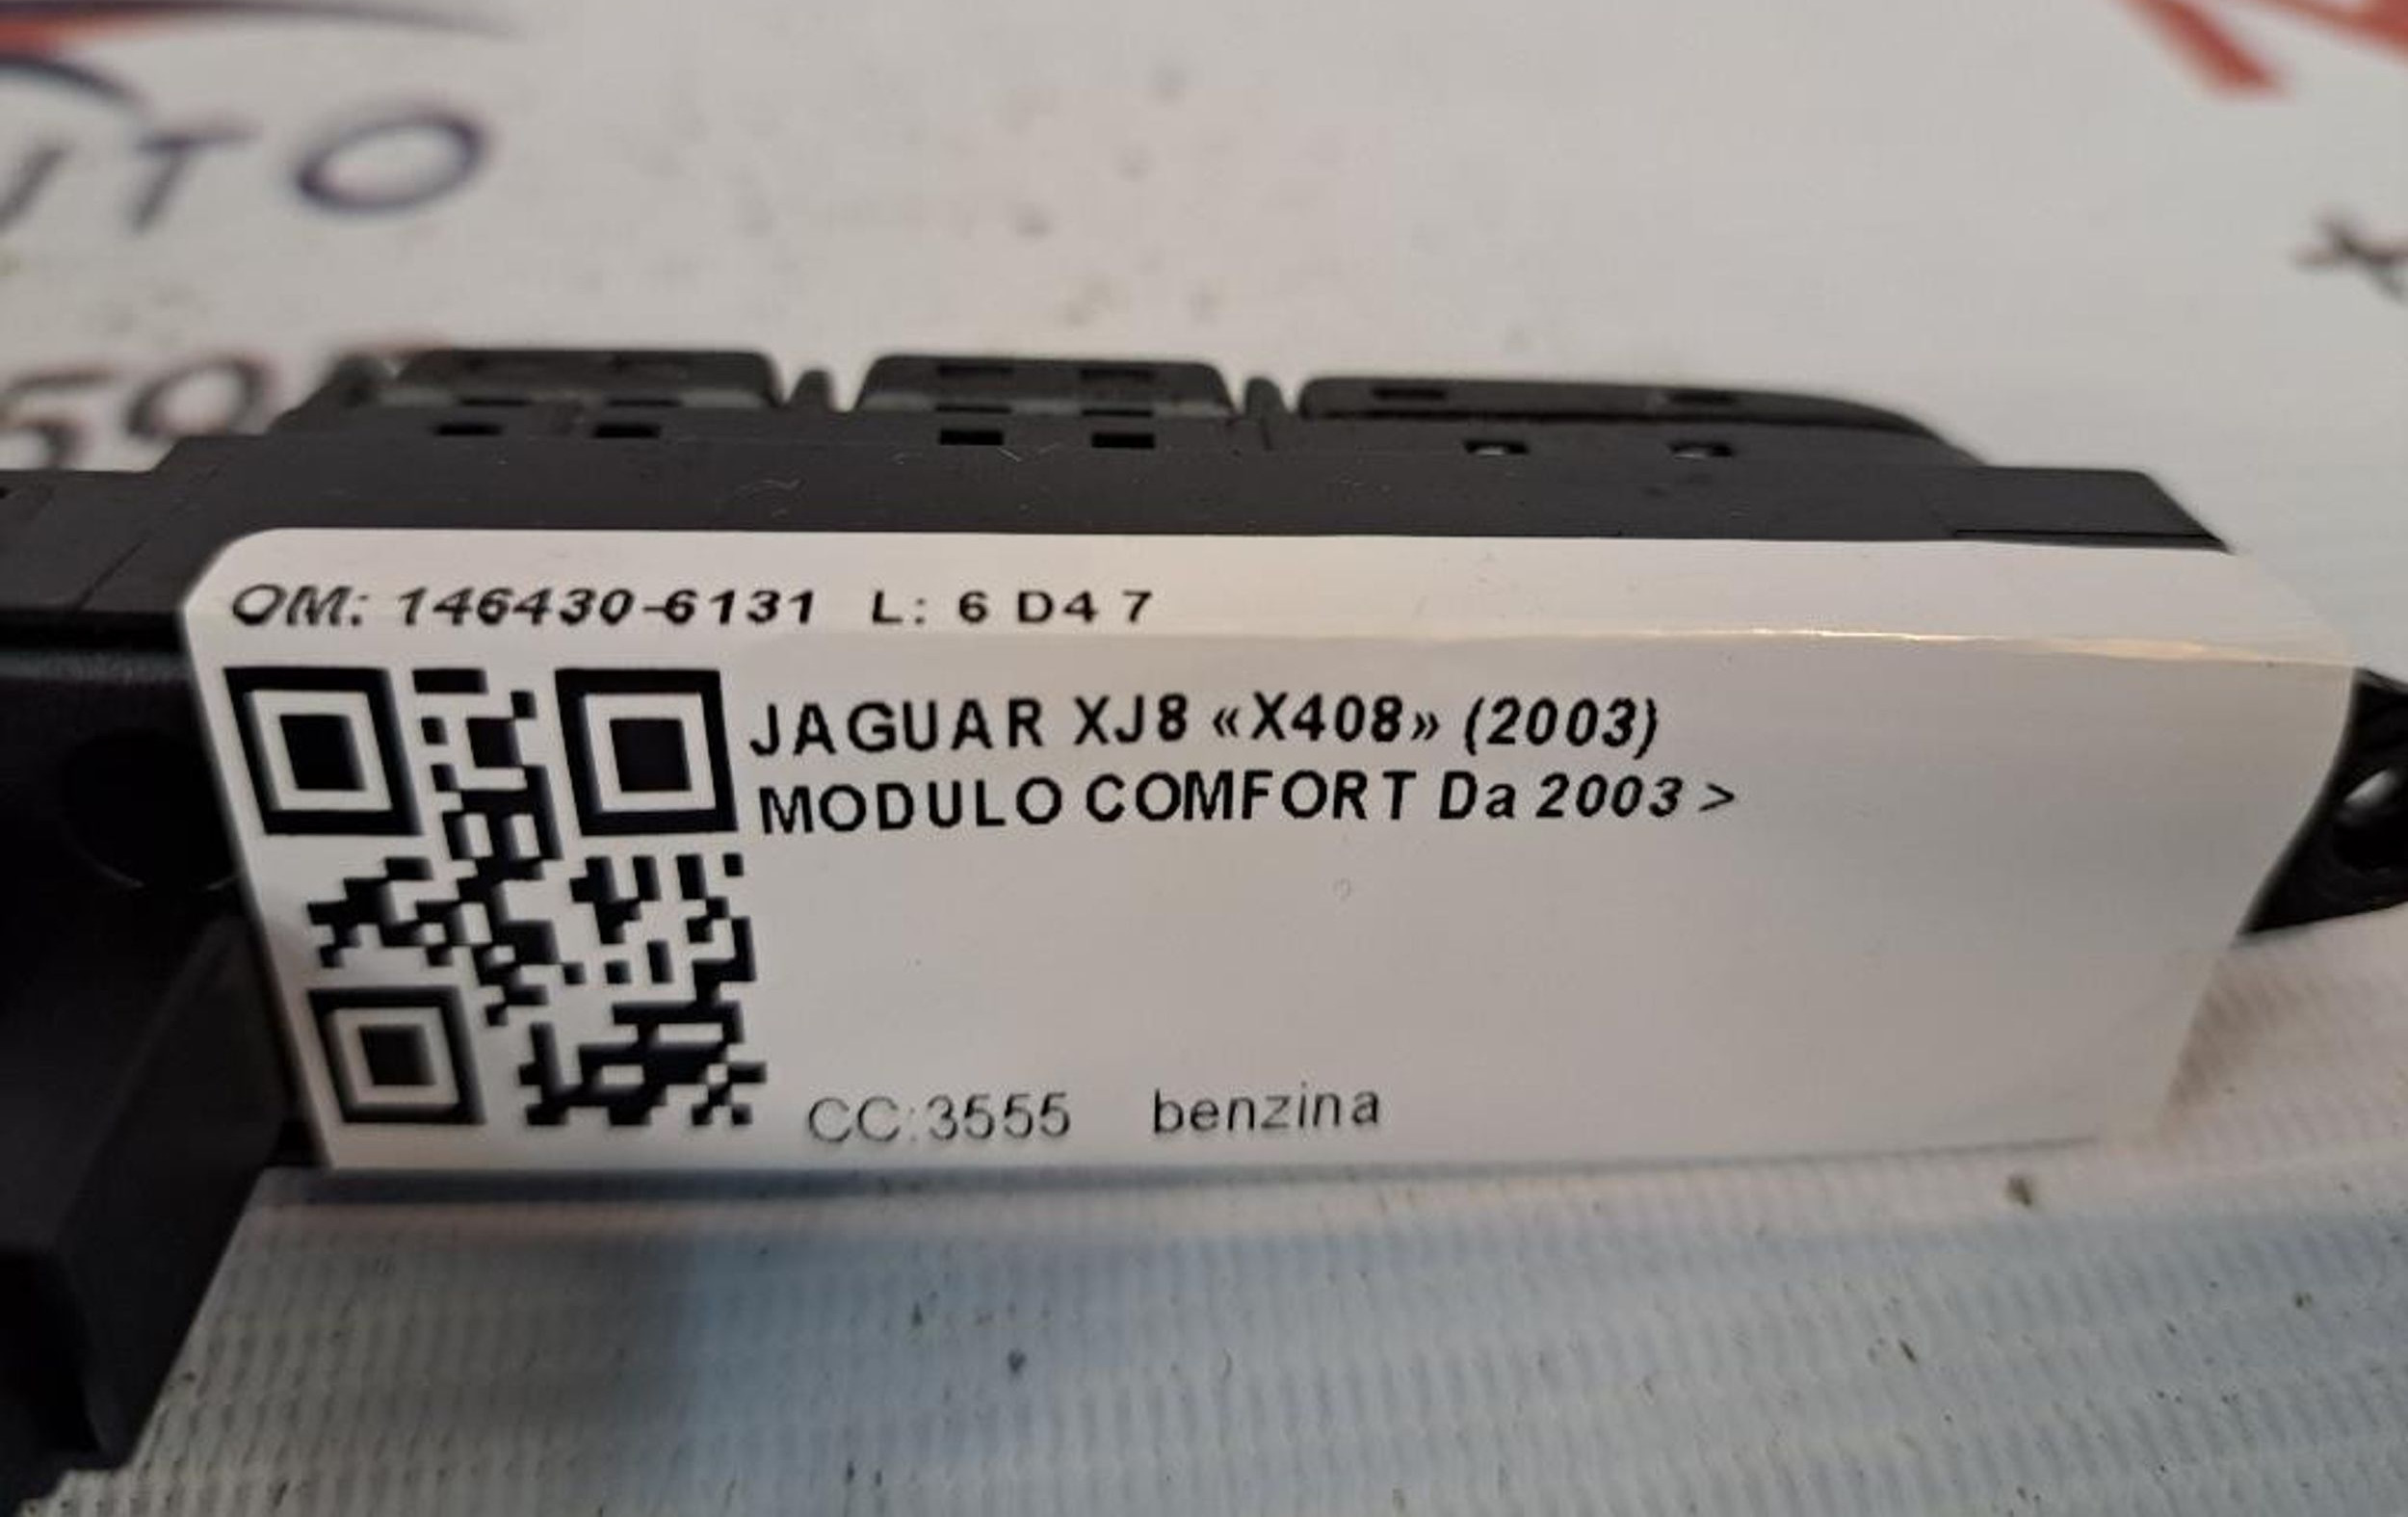 OM: 146430-6131 L: 6 D4 7
JAGUAR XJ8 «X408» (2003)
MODULO COMFORT Da 2003 >
CC:3555 benzina